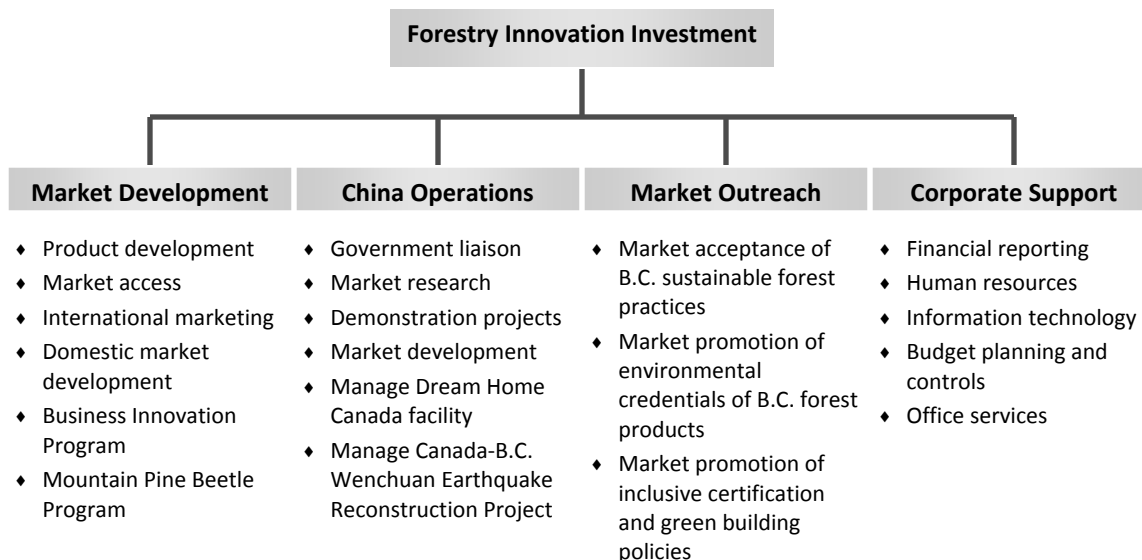 Forestry Innovation Investment
Market Development
♦ Product development
♦ Market access
♦ International marketing
♦ Domestic market
development
♦ Business Innovation
Program
♦ Mountain Pine Beetle
Program
China Operations
♦ Government liaison
♦ Market research
♦ Demonstration projects
♦ Market development
♦ Manage Dream Home
Canada facility
♦ Manage Canada-B.C.
Wenchuan Earthquake
Reconstruction Project
Market Outreach
♦ Market acceptance of
B.C. sustainable forest
practices
♦ Market promotion of
environmental
credentials of B.C. forest
products
♦ Market promotion of
inclusive certification
and green building
policies
Corporate Support
♦ Financial reporting
♦ Human resources
♦ Information technology
♦ Budget planning and
controls
♦ Office services